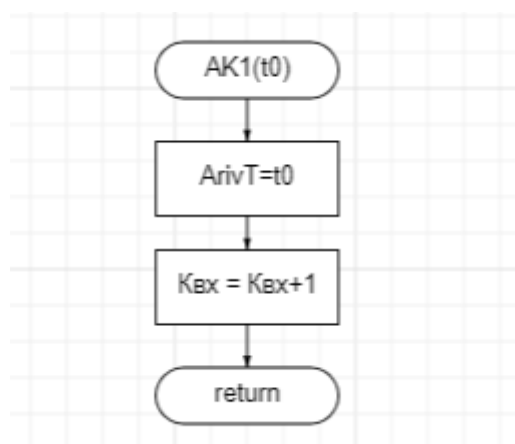 AK1(t0)
ArivT=t0
Квх = Квх+1
return